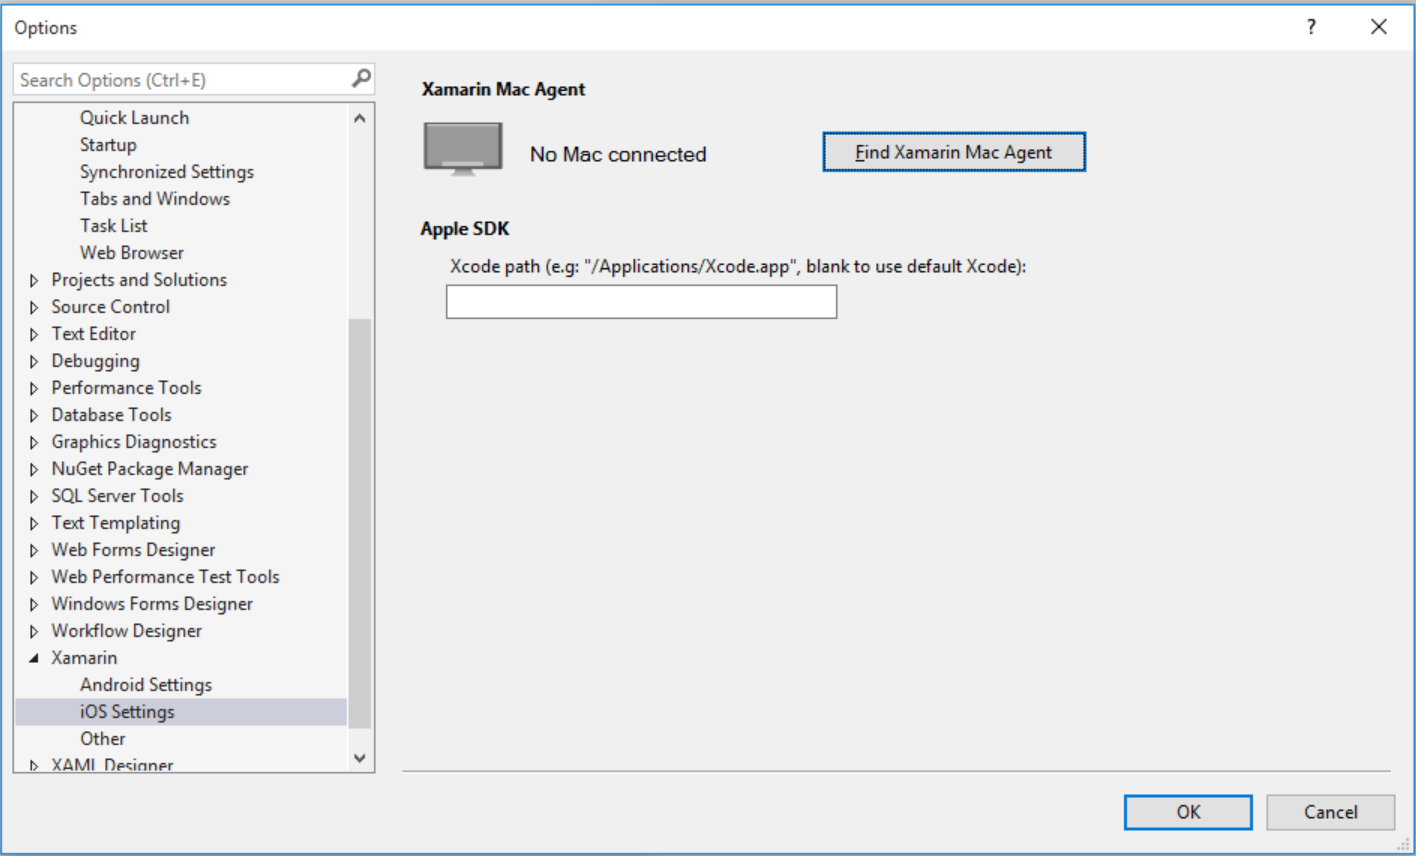 Options
?
Search Options (Ctrl+E)
Quick Launch
Startup
Synchronized Settings
Tabs and Windows
Task List
Web Browser
Projects and Solutions
Source Control
Text Editor
Debugging
Performance Tools
Database Tools
Graphics Diagnostics
NuGet Package Manager
SQL Server Tools
Text Templating
Web Forms Designer
Web Performance Test Tools
Windows Forms Designer
Workflow Designer
Xamarin
Android Settings
iOS Settings
Other
XAML Designer
Xamarin Mac Agent
No Mac connected
Find Xamarin Mac Agent
Apple SDK
Xcode path (e.g: "/Applications/Xcode.app", blank to use default Xcode):
OK
Cancel